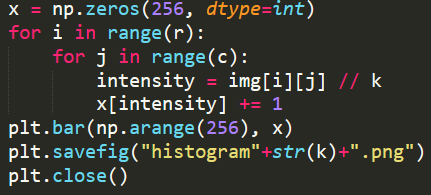 x = np.zeros(256, dtype=int)
for i in range(r):
    for j in range(c):
        intensity = img[i][j] // k
        x[intensity] += 1
plt.bar(np.arange(256), x)
plt.savefig("histogram"+str(k)+".png")
plt.close()